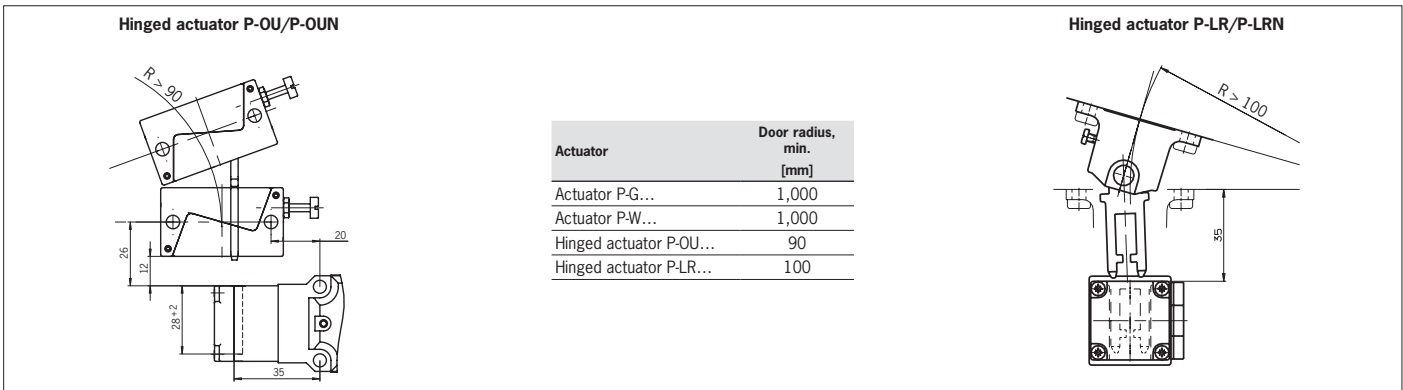 Hinged actuator P-OU/P-OUN
R > 90
26
12
20
28+2
35
Actuator Door radius, min. [mm]
Actuator P-G… 1,000
Actuator P-W… 1,000
Hinged actuator P-OU… 90
Hinged actuator P-LR… 100
Hinged actuator P-LR/P-LRN
R > 100
35